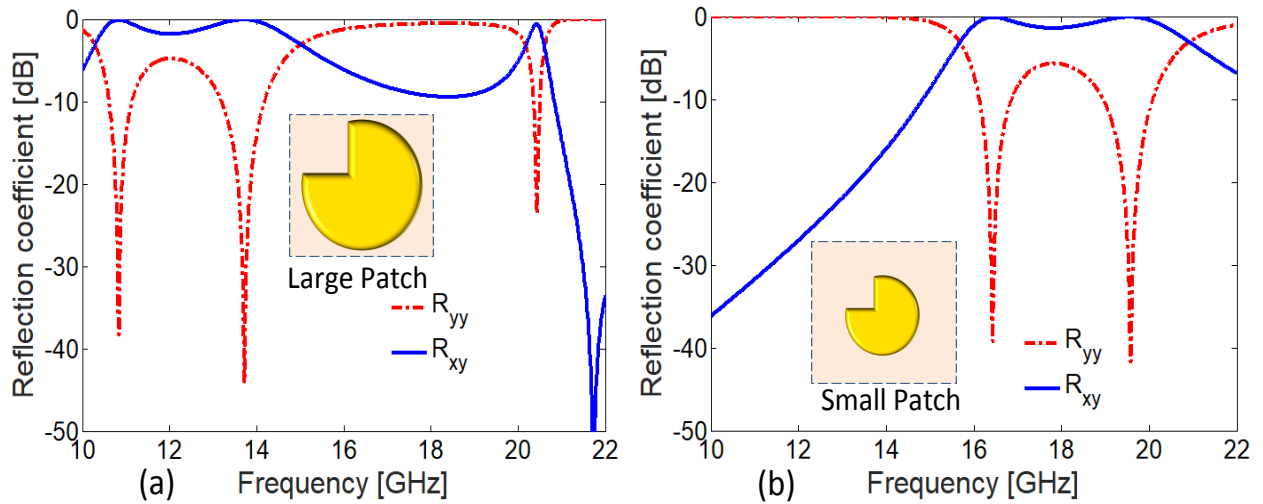 Reflection coefficient [dB]
0
-10
-20
-30
-40
-50
Large Patch
R_yy
R_xy
10 12 14 16 18 20 22
(a) Frequency [GHz]
Reflection coefficient [dB]
0
-10
-20
-30
-40
-50
Small Patch
R_yy
R_xy
10 12 14 16 18 20 22
(b) Frequency [GHz]